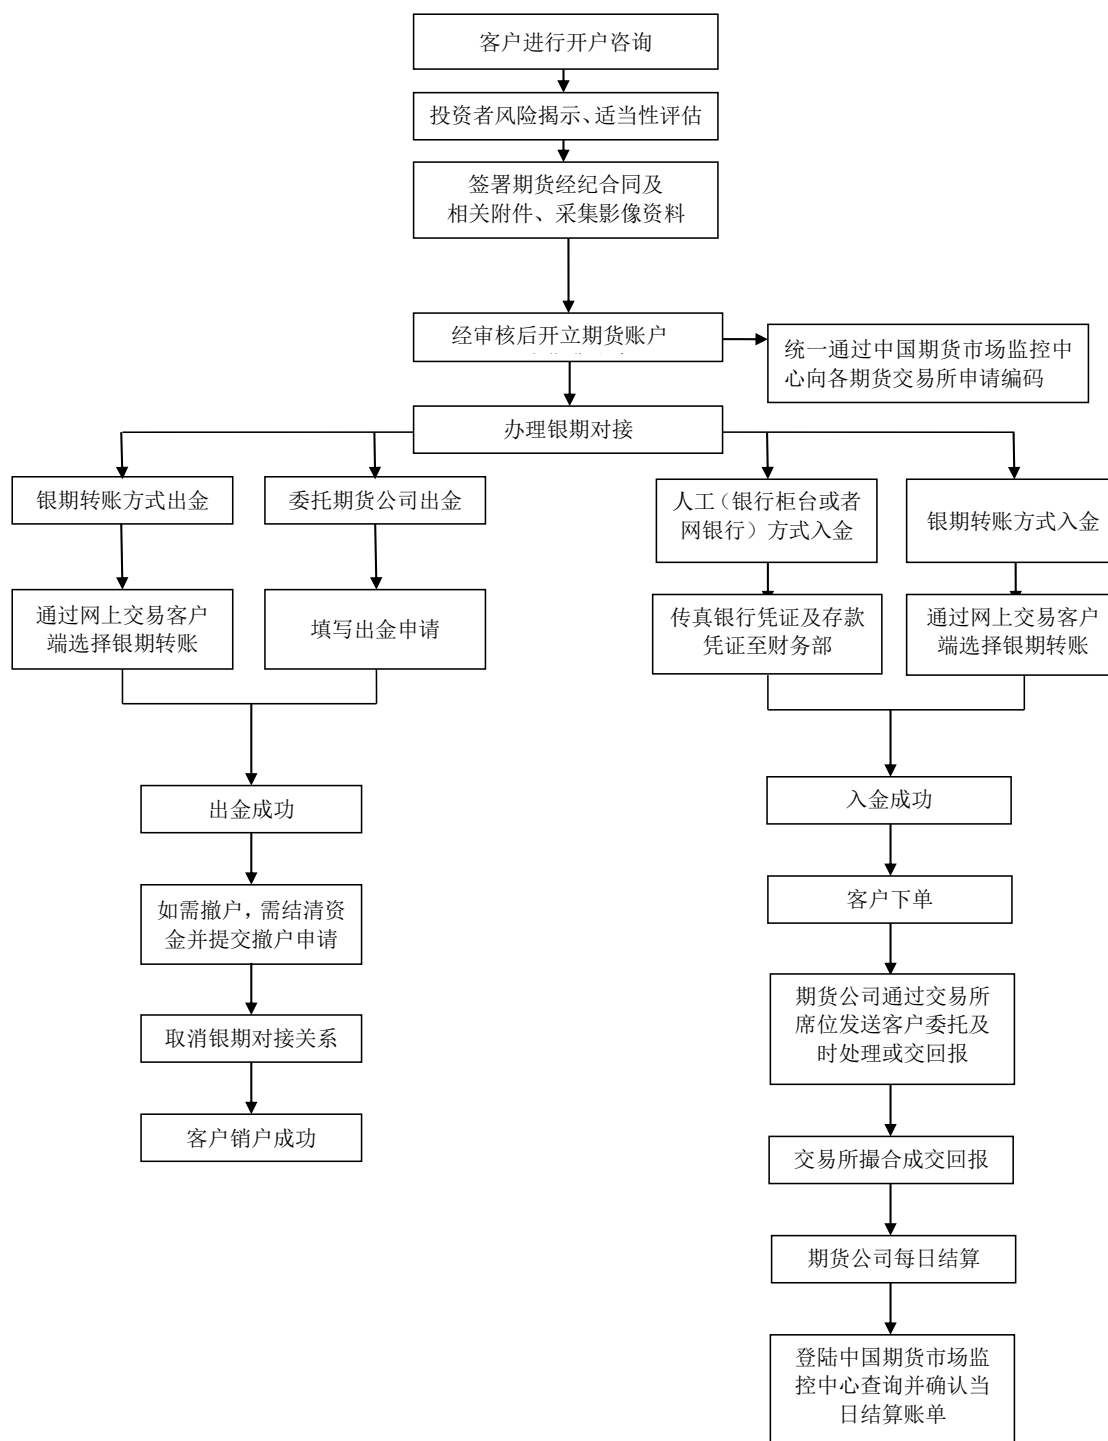 客户进行开户咨询
投资者风险揭示、适当性评估
签署期货经纪合同及
相关附件、采集影像资料
经审核后开立期货账户
统一通过中国期货市场监控中
心向各期货交易所申请编码
办理银期对接
银期转账方式出金
委托期货公司出金
人工（银行柜台或者
网银行）方式入金
银期转账方式入金
通过网上交易客户
端选择银期转账
填写出金申请
传真银行凭证及存款
凭证至财务部
通过网上交易客户
端选择银期转账
出金成功
入金成功
如需撤户，需结清资
金并提交撤户申请
客户下单
取消银期对接关系
期货公司通过交易所
席位发送客户委托及
时处理或交回报
客户销户成功
交易所撮合成交回报
期货公司每日结算
登陆中国期货市场监
控中心查询并确认当
日结算账单